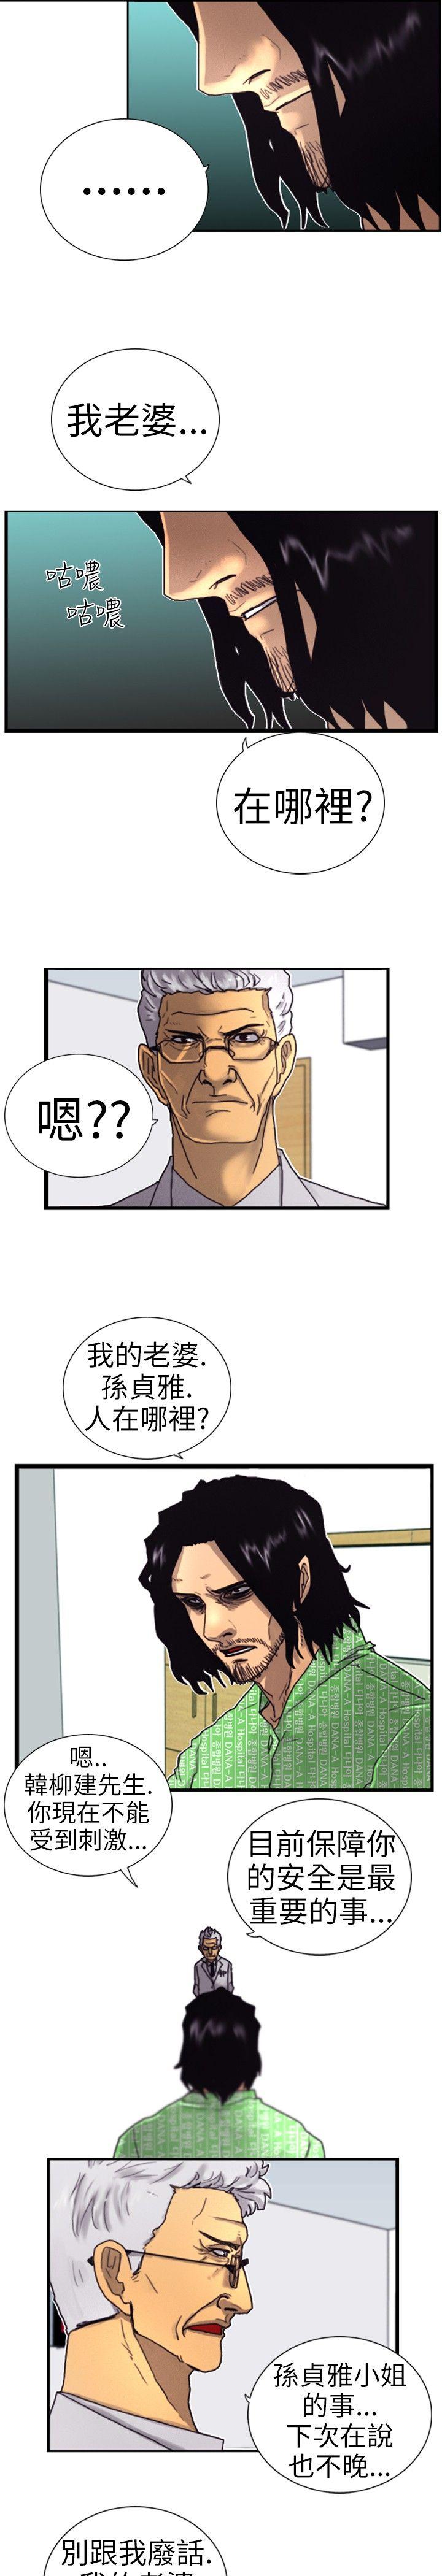 ......
我老婆...
咕噥
咕噥
在哪裡?
嗯??
我的老婆.
孫貞雅.
人在哪裡?
嗯..
韓柳建先生.
你現在不能
受到刺激...
目前保障你
的安全是最
重要的事...
孫貞雅小姐
的事...
下次在說
也不晚...
別跟我廢話.